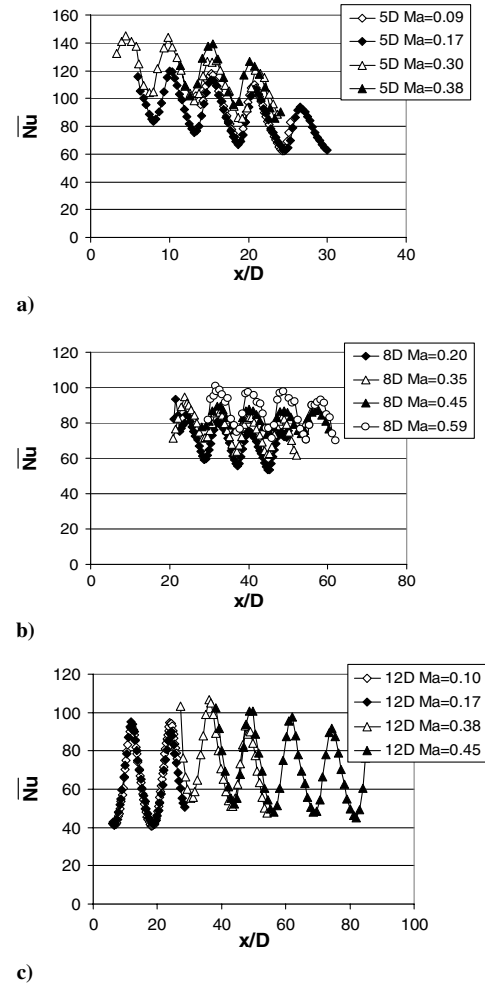 160
140
120
100
80
60
40
20
0
0 10 20 30 40
Nu
x/D
5D Ma=0.09
5D Ma=0.17
5D Ma=0.30
5D Ma=0.38
a)
120
100
80
60
40
20
0
0 20 40 60 80
Nu
x/D
8D Ma=0.20
8D Ma=0.35
8D Ma=0.45
8D Ma=0.59
b)
120
100
80
60
40
20
0
0 20 40 60 80 100
Nu
x/D
12D Ma=0.10
12D Ma=0.17
12D Ma=0.38
12D Ma=0.45
c)